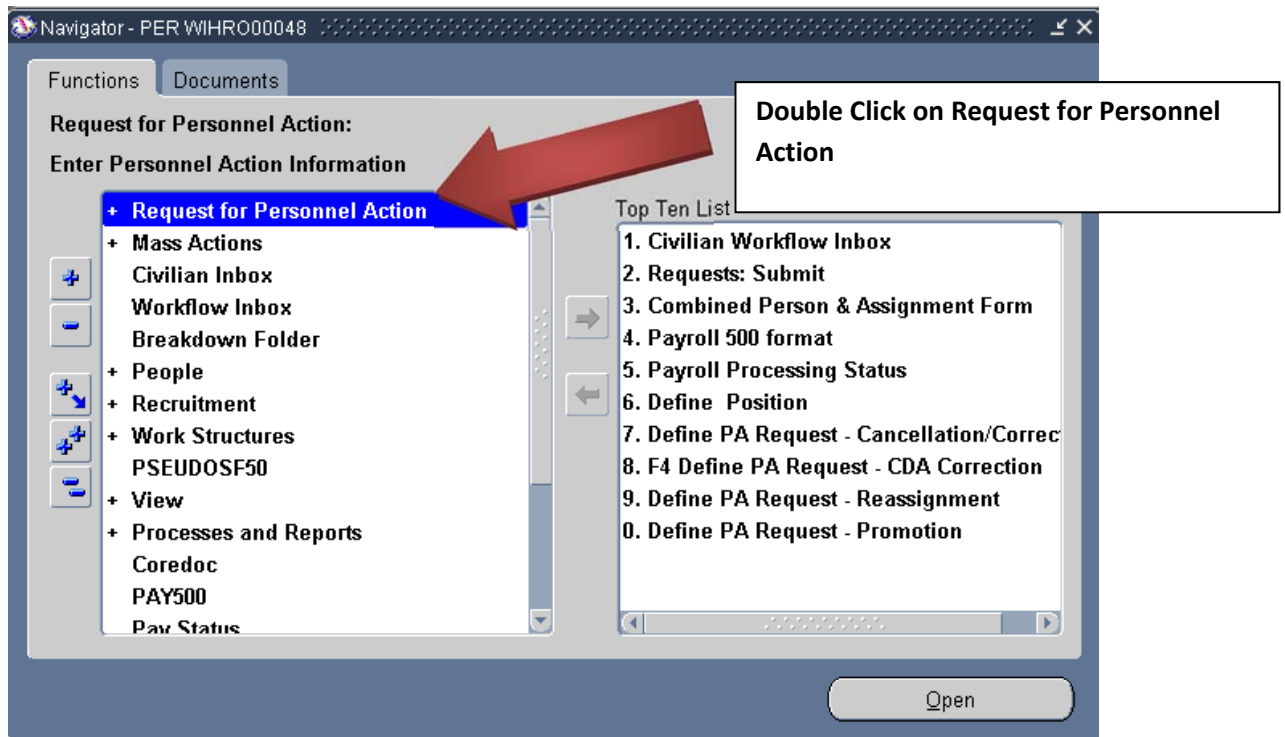 Navigator - PER WIHRO00048
Functions
Documents
Double Click on Request for Personnel
Action
Request for Personnel Action:
Enter Personnel Action Information
+ Request for Personnel Action
+ Mass Actions
Civilian Inbox
Workflow Inbox
Breakdown Folder
+ People
+ Recruitment
+ Work Structures
PSEUDOSF50
+ View
+ Processes and Reports
Coredoc
PAY500
Pay Status
Top Ten List
1. Civilian Workflow Inbox
2. Requests: Submit
3. Combined Person & Assignment Form
4. Payroll 500 format
5. Payroll Processing Status
6. Define Position
7. Define PA Request - Cancellation/Correc
8. F4 Define PA Request - CDA Correction
9. Define PA Request - Reassignment
0. Define PA Request - Promotion
Open